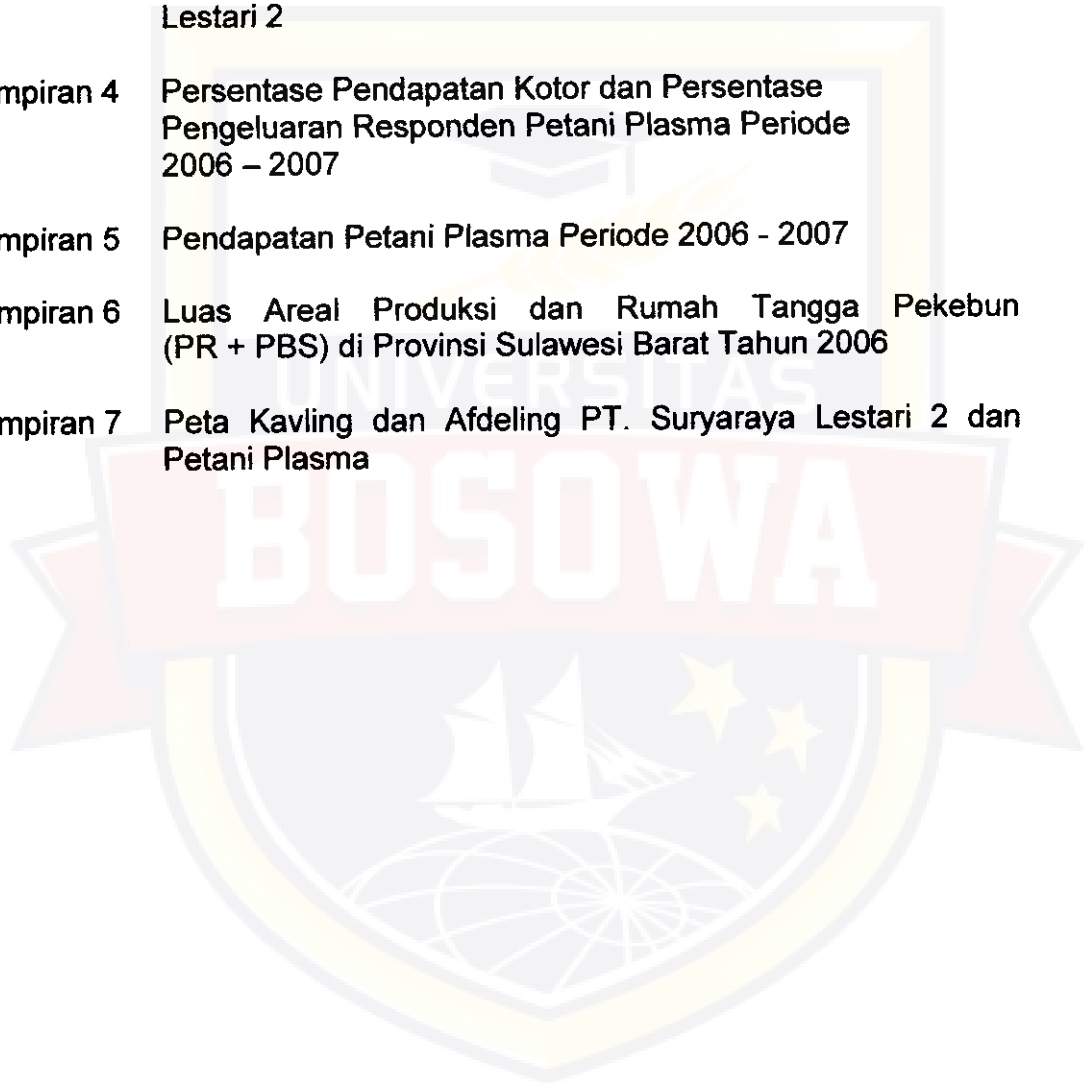 Lestari 2
mpiran 4 Persentase Pendapatan Kotor dan Persentase
Pengeluaran Responden Petani Plasma Periode
2006 – 2007
mpiran 5 Pendapatan Petani Plasma Periode 2006 - 2007
mpiran 6 Luas Areal Produksi dan Rumah Tangga Pekebun
(PR + PBS) di Provinsi Sulawesi Barat Tahun 2006
UNIVERSITAS
mpiran 7 Peta Kavling dan Afdeling PT. Suryaraya Lestari 2 dan
Petani Plasma
BOSOWA